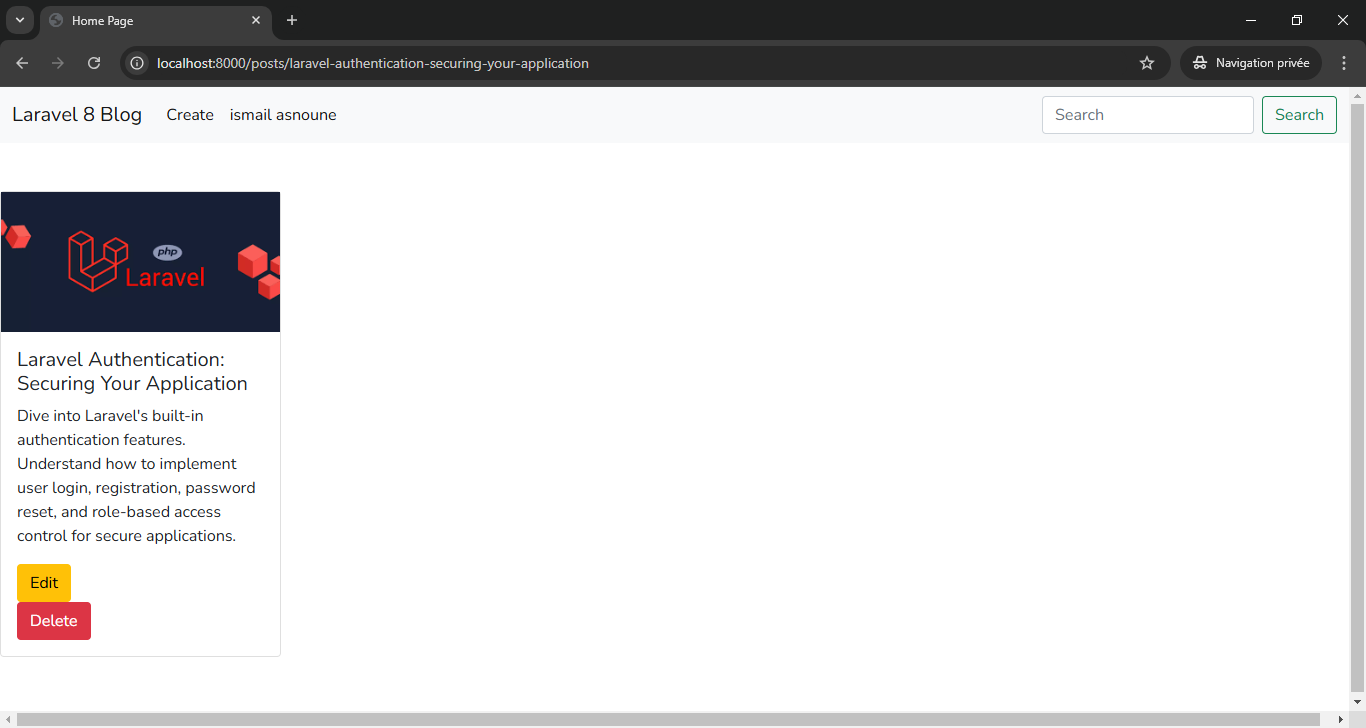 Home Page
localhost:8000/posts/laravel-authentication-securing-your-application
Navigation privée
Laravel 8 Blog Create ismail asnoune Search Search
php
Laravel
Laravel Authentication:
Securing Your Application
Dive into Laravel's built-in
authentication features.
Understand how to implement
user login, registration, password
reset, and role-based access
control for secure applications.
Edit
Delete